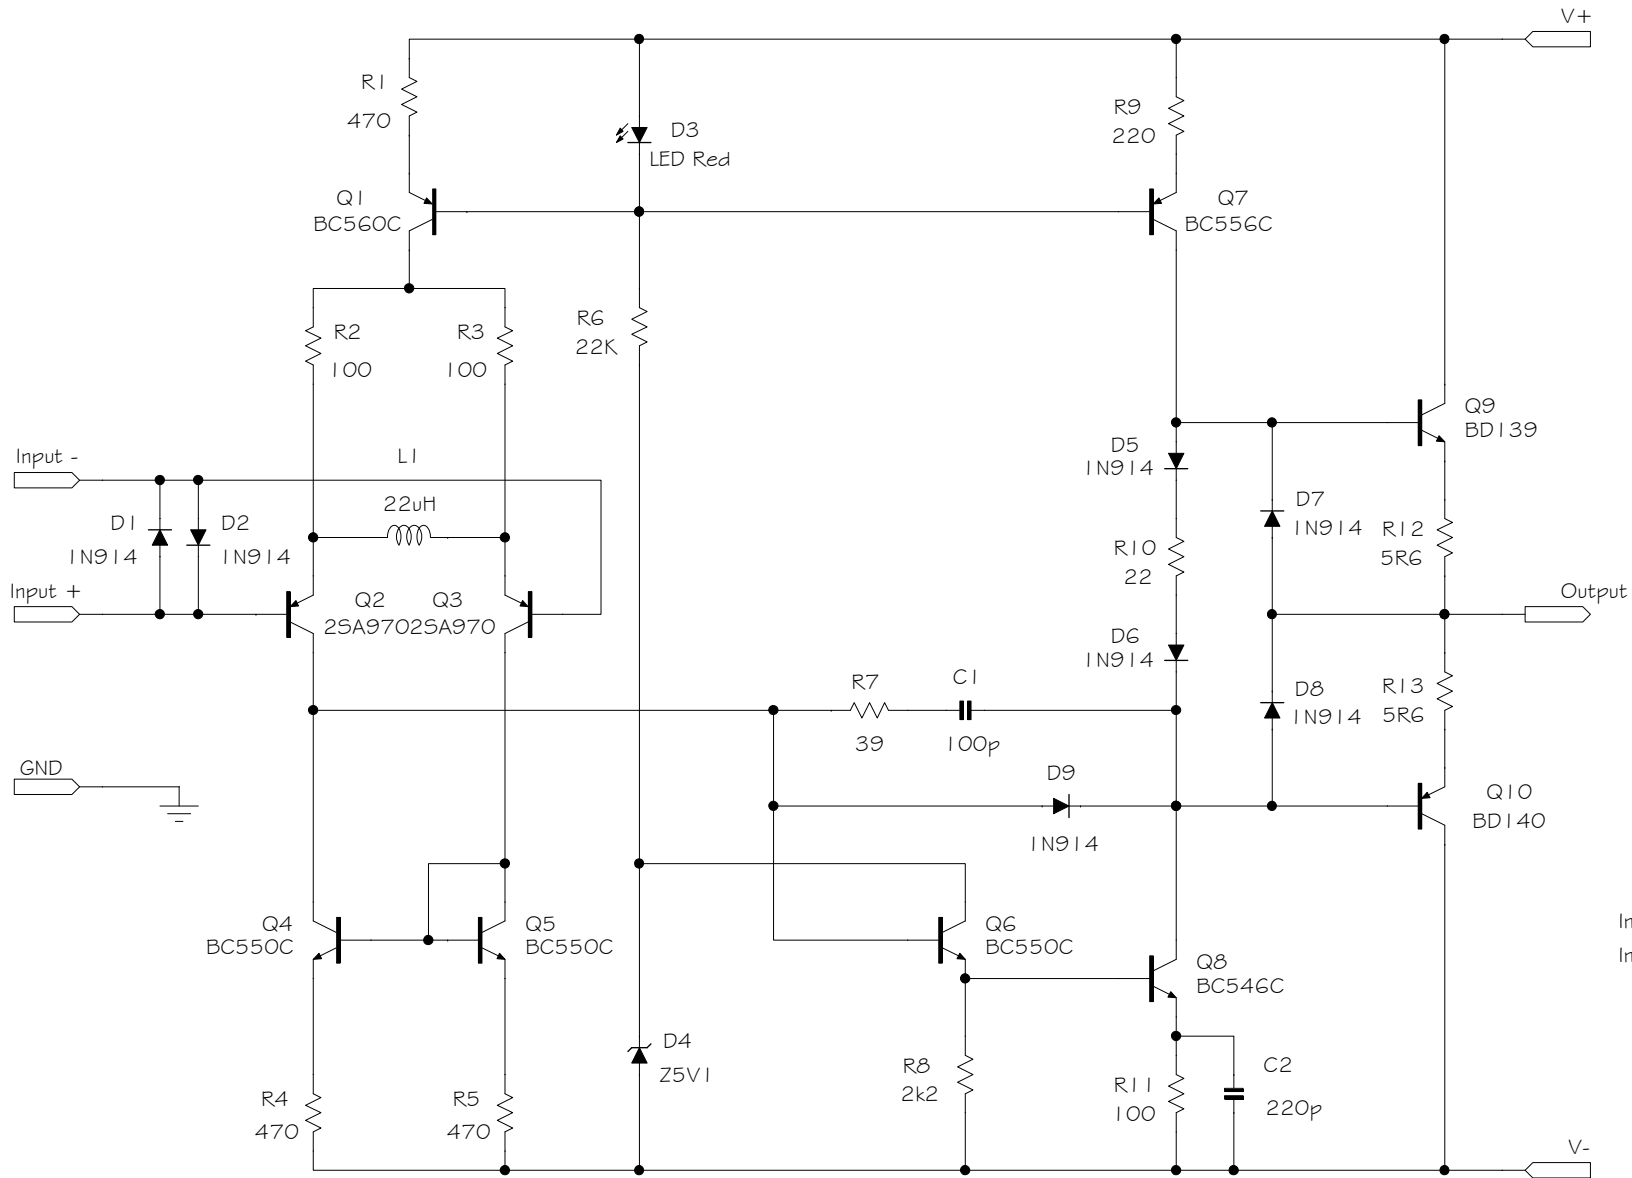 V+
R1
470
D3
LED Red
R9
220
Q1
BC560C
Q7
BC556C
R2
100
R3
100
R6
22K
Q9
BD139
Input -
L1
22uH
D5
1N914
D1
1N914
D2
1N914
D7
1N914
R12
5R6
R10
22
Input +
Q2
2SA970
Q3
2SA970
Output
D6
1N914
R7
39
C1
100p
D8
1N914
R13
5R6
GND
D9
1N914
Q10
BD140
Q4
BC550C
Q5
BC550C
Q6
BC550C
Q8
BC546C
D4
Z5V1
R8
2k2
R11
100
C2
220p
R4
470
R5
470
V-